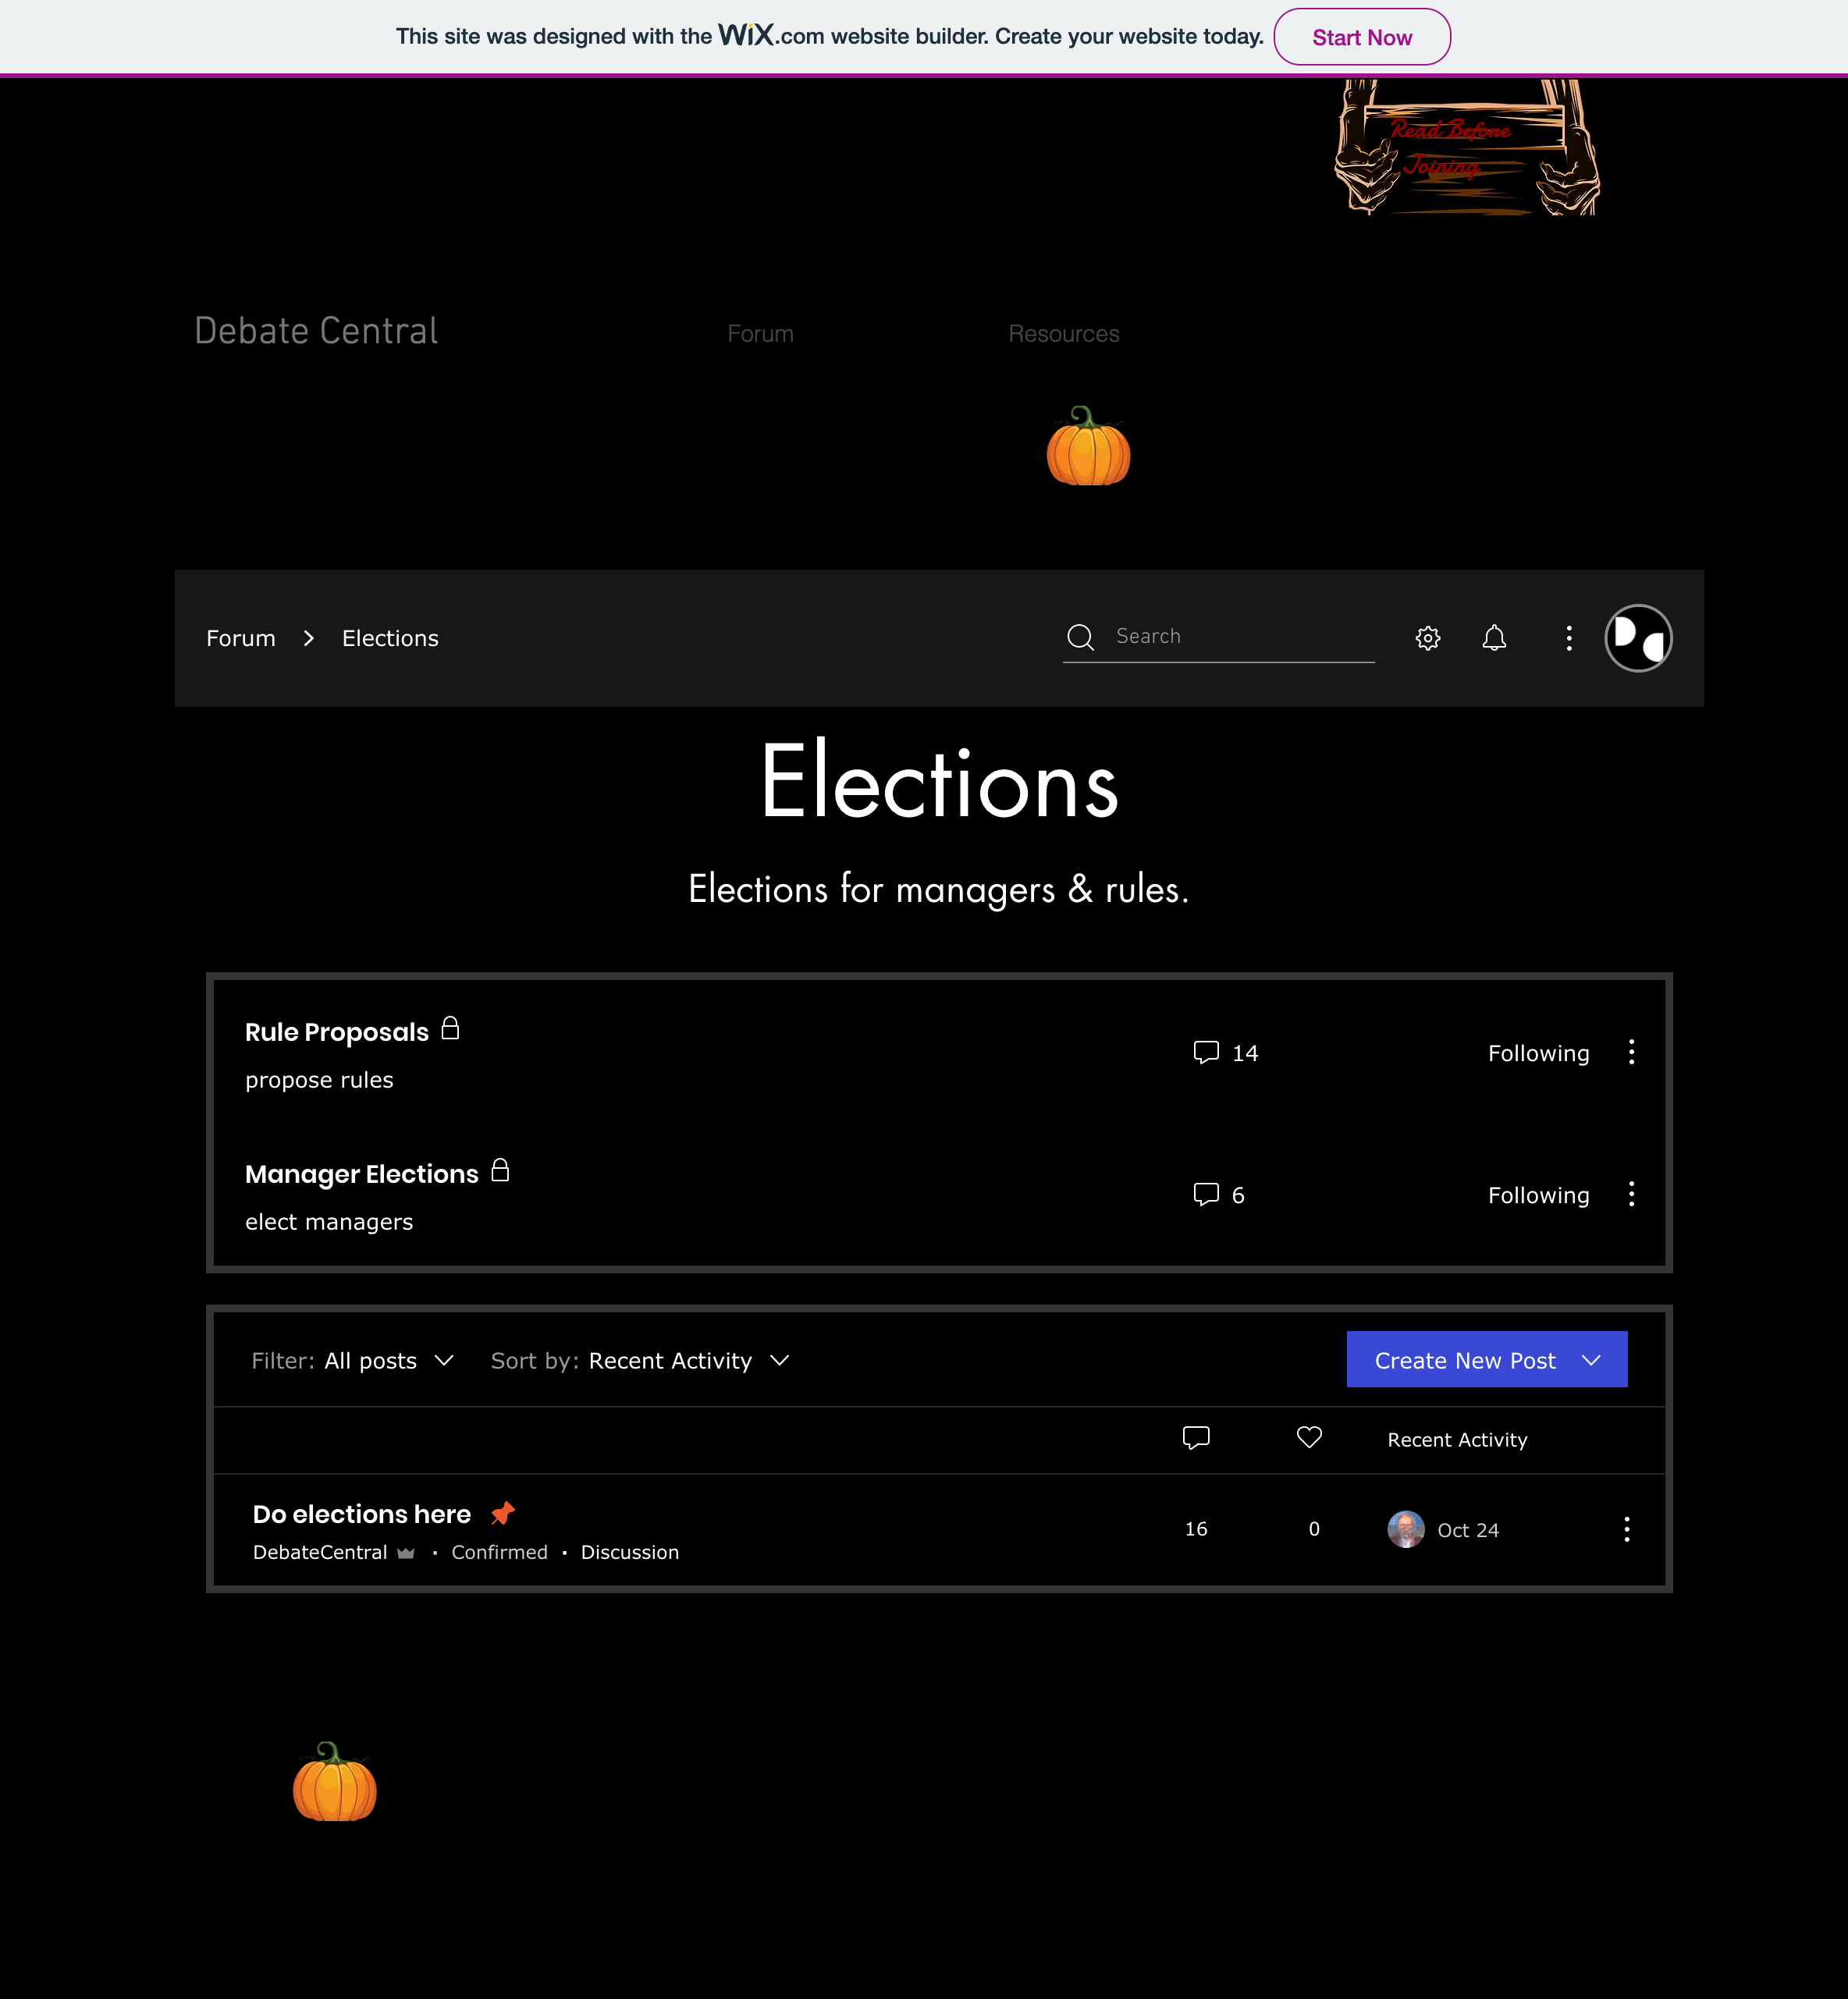 This site was designed with the WiX.com website builder. Create your website today. Start Now
Read Before
Joining
Debate Central Forum Resources
Forum Elections Search
Elections
Elections for managers & rules.
Rule Proposals
14 Following
propose rules
Manager Elections
6 Following
elect managers
Filter: All posts Sort by: Recent Activity Create New Post
Recent Activity
Do elections here
16 0 Oct 24
DebateCentral · Confirmed · Discussion